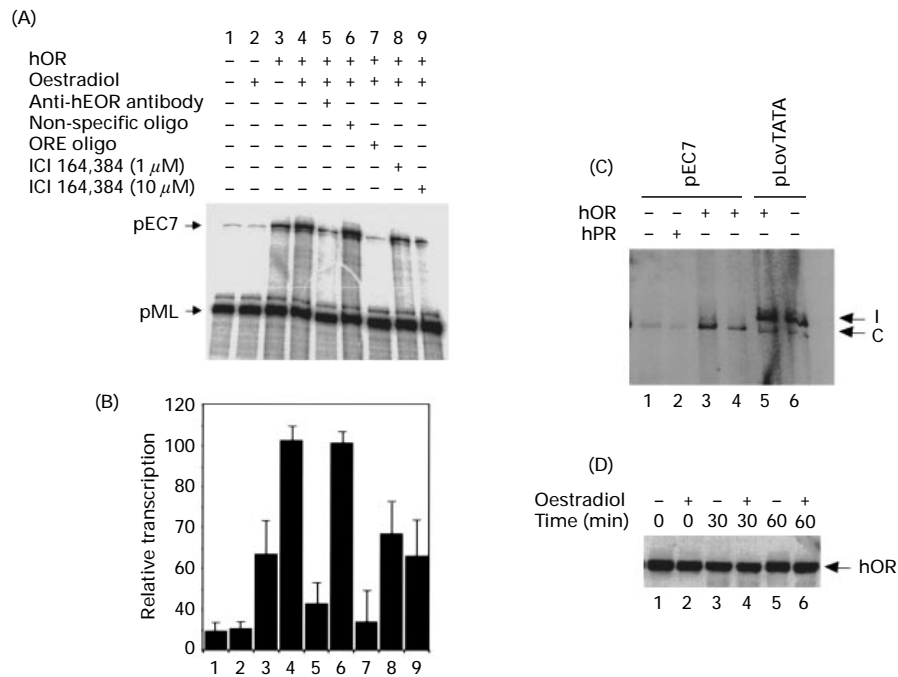 (A)
1 2 3 4 5 6 7 8 9
hOR – – + + + + + + +
Oestradiol – + – + + + + + +
Anti-hEOR antibody – – – – + – – – –
Non-specific oligo – – – – – + – – –
ORE oligo – – – – – – + – –
ICI 164,384 (1 μM) – – – – – – – + –
ICI 164,384 (10 μM) – – – – – – – – +
pEC7
pML
(B)
Relative transcription
120
100
70
60
40
0
1 2 3 4 5 6 7 8 9
(C)
pEC7 pLovTATA
hOR – – + + + –
hPR – + – – – –
I
C
1 2 3 4 5 6
(D)
Oestradiol – + – + – +
Time (min) 0 0 30 30 60 60
hOR
1 2 3 4 5 6